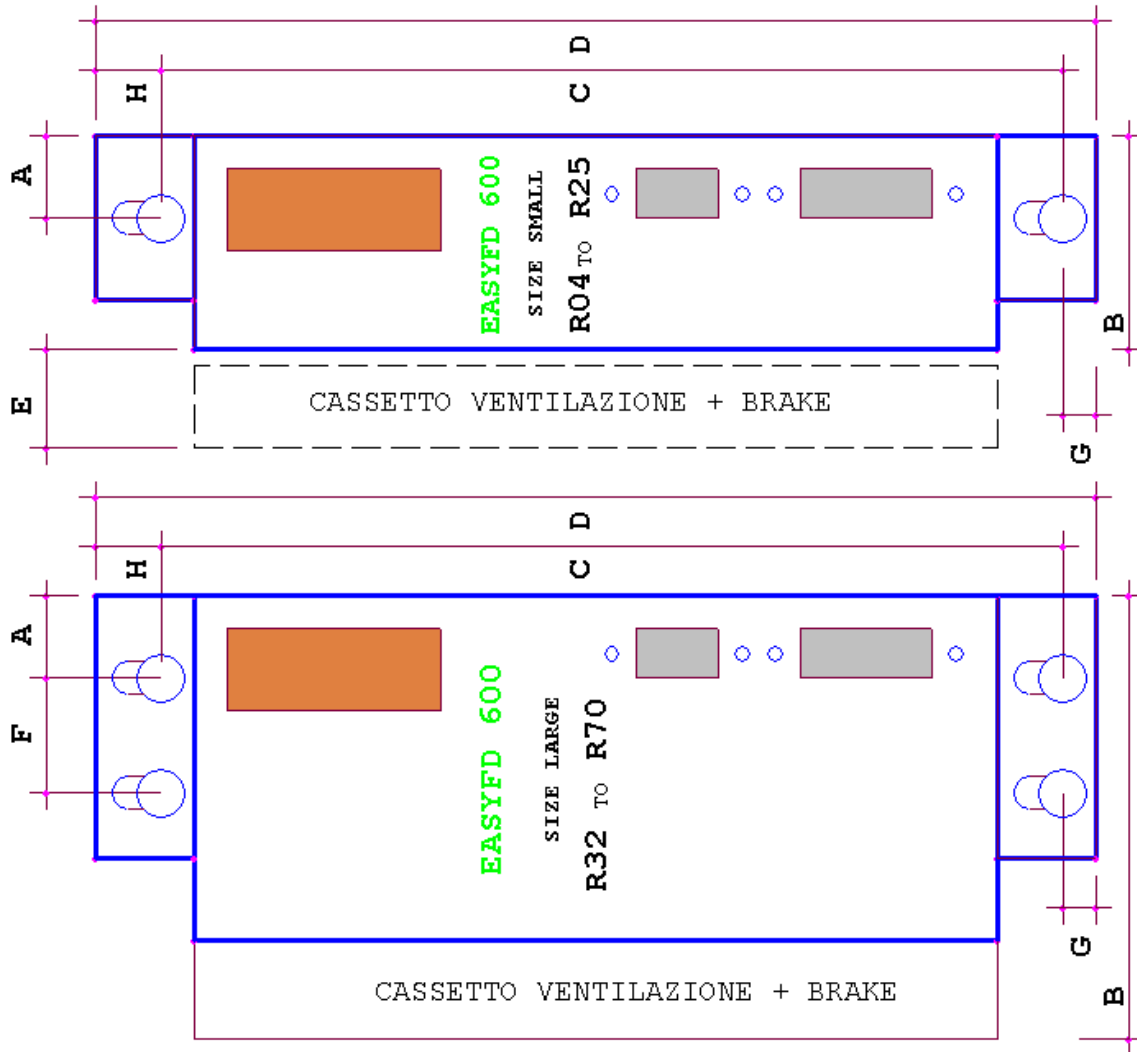 D
C
H
A
EASYFD 600
SIZE SMALL
R04 TO R25
B
E
CASSETTO VENTILAZIONE + BRAKE
G
D
C
H
A
F
EASYFD 600
SIZE LARGE
R32 TO R70
G
B
CASSETTO VENTILAZIONE + BRAKE